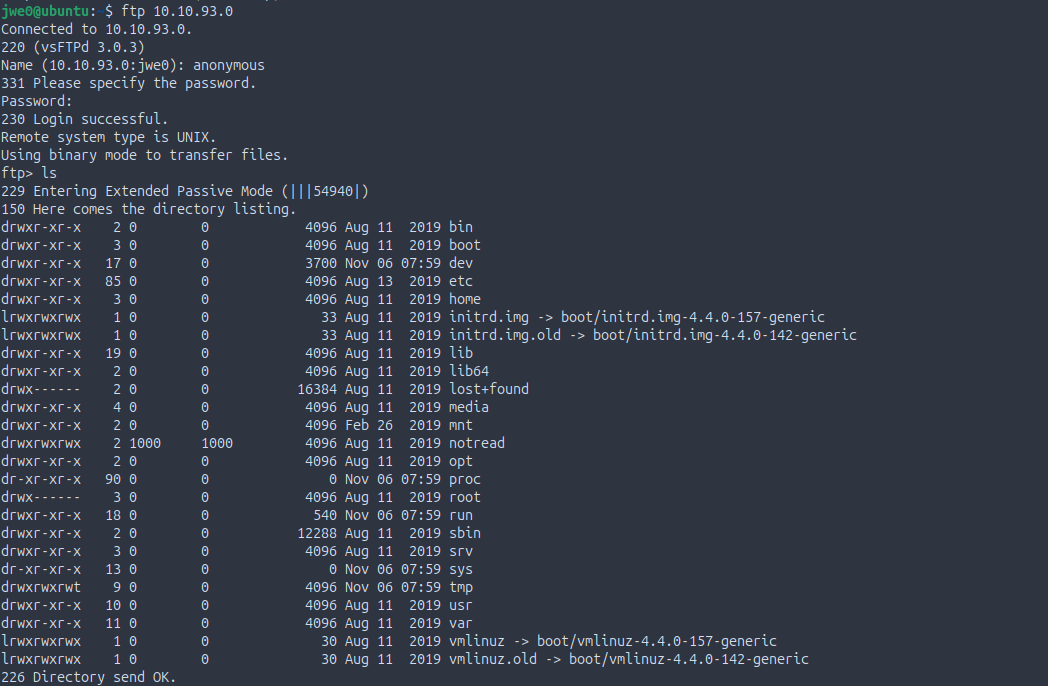 jwe0@ubuntu:~$ ftp 10.10.93.0
Connected to 10.10.93.0.
220 (vsFTPd 3.0.3)
Name (10.10.93.0:jwe0): anonymous
331 Please specify the password.
Password:
230 Login successful.
Remote system type is UNIX.
Using binary mode to transfer files.
ftp> ls
229 Entering Extended Passive Mode (|||54940|)
150 Here comes the directory listing.
drwxr-xr-x    2 0        0            4096 Aug 11  2019 bin
drwxr-xr-x    3 0        0            4096 Aug 11  2019 boot
drwxr-xr-x   17 0        0            3700 Nov 06 07:59 dev
drwxr-xr-x   85 0        0            4096 Aug 13  2019 etc
drwxr-xr-x    3 0        0            4096 Aug 11  2019 home
lrwxrwxrwx    1 0        0              33 Aug 11  2019 initrd.img -> boot/initrd.img-4.4.0-157-generic
lrwxrwxrwx    1 0        0              33 Aug 11  2019 initrd.img.old -> boot/initrd.img-4.4.0-142-generic
drwxr-xr-x   19 0        0            4096 Aug 11  2019 lib
drwxr-xr-x    2 0        0            4096 Aug 11  2019 lib64
drwx------    2 0        0           16384 Aug 11  2019 lost+found
drwxr-xr-x    4 0        0            4096 Aug 11  2019 media
drwxr-xr-x    2 0        0            4096 Feb 26  2019 mnt
drwxrwxrwx    2 1000     1000         4096 Aug 11  2019 notread
drwxr-xr-x    2 0        0            4096 Aug 11  2019 opt
dr-xr-xr-x   90 0        0               0 Nov 06 07:59 proc
drwx------    3 0        0            4096 Aug 11  2019 root
drwxr-xr-x   18 0        0             540 Nov 06 07:59 run
drwxr-xr-x    2 0        0           12288 Aug 11  2019 sbin
drwxr-xr-x    3 0        0            4096 Aug 11  2019 srv
dr-xr-xr-x   13 0        0               0 Nov 06 07:59 sys
drwxrwxrwt    9 0        0            4096 Nov 06 07:59 tmp
drwxr-xr-x   10 0        0            4096 Aug 11  2019 usr
drwxr-xr-x   11 0        0            4096 Aug 11  2019 var
lrwxrwxrwx    1 0        0              30 Aug 11  2019 vmlinuz -> boot/vmlinuz-4.4.0-157-generic
lrwxrwxrwx    1 0        0              30 Aug 11  2019 vmlinuz.old -> boot/vmlinuz-4.4.0-142-generic
226 Directory send OK.